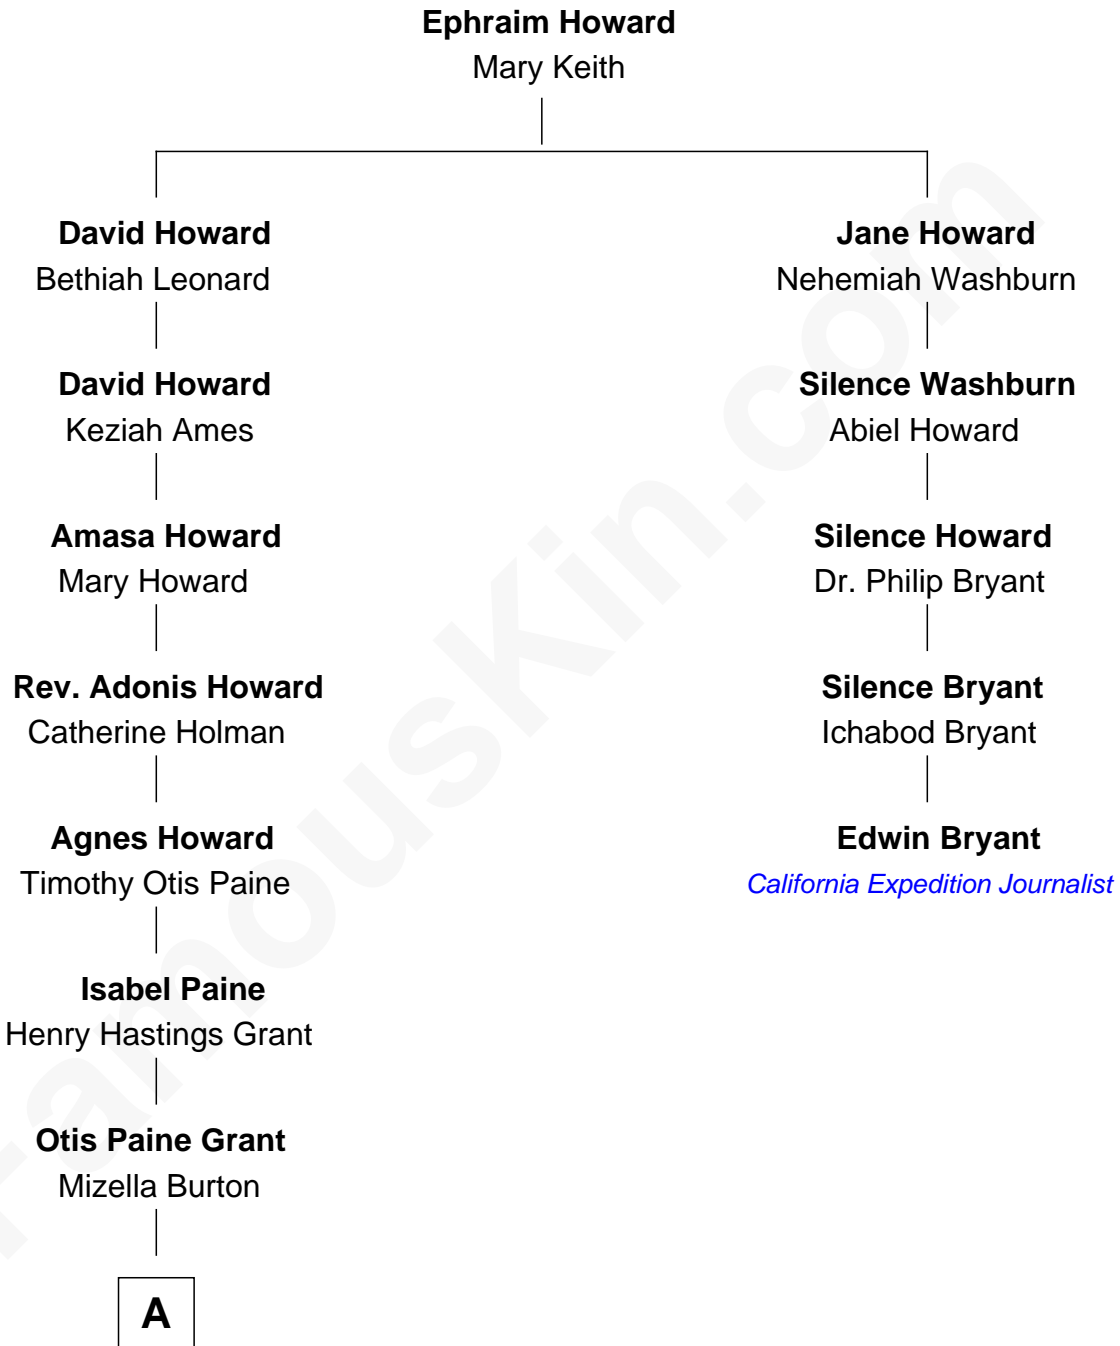 Ephraim Howard
Mary Keith
David Howard
Bethiah Leonard
Jane Howard
Nehemiah Washburn
David Howard
Keziah Ames
Silence Washburn
Abiel Howard
Amasa Howard
Mary Howard
Silence Howard
Dr. Philip Bryant
Rev. Adonis Howard
Catherine Holman
Silence Bryant
Ichabod Bryant
Agnes Howard
Timothy Otis Paine
Edwin Bryant
California Expedition Journalist
Isabel Paine
Henry Hastings Grant
Otis Paine Grant
Mizella Burton
A
FamousKin.com